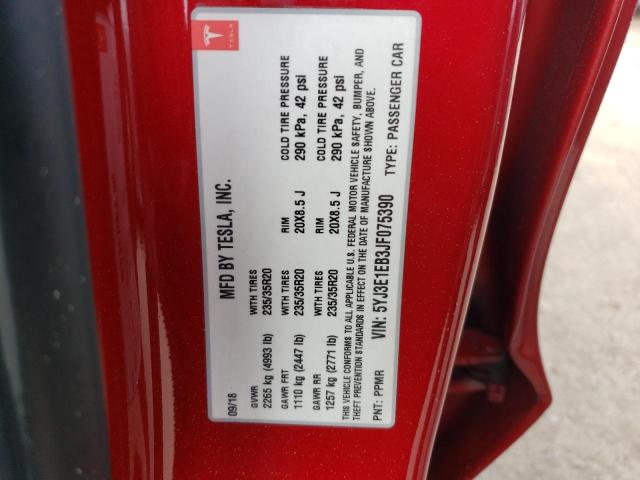 TESLA
MFD BY TESLA, INC.
09/18
GVWR
2265 kg (4993 lb)
WITH TIRES
235/35R20
GAWR FRT
1110 kg (2447 lb)
WITH TIRES
235/35R20
RIM
20X8.5 J
COLD TIRE PRESSURE
290 kPa, 42 psi
GAWR RR
1257 kg (2771 lb)
WITH TIRES
235/35R20
RIM
20X8.5 J
COLD TIRE PRESSURE
290 kPa, 42 psi
THIS VEHICLE CONFORMS TO ALL APPLICABLE U.S. FEDERAL MOTOR VEHICLE SAFETY, BUMPER, AND
THEFT PREVENTION STANDARDS IN EFFECT ON THE DATE OF MANUFACTURE SHOWN ABOVE.
PNT: PPMR VIN: 5YJ3E1EB3JF075390 TYPE: PASSENGER CAR